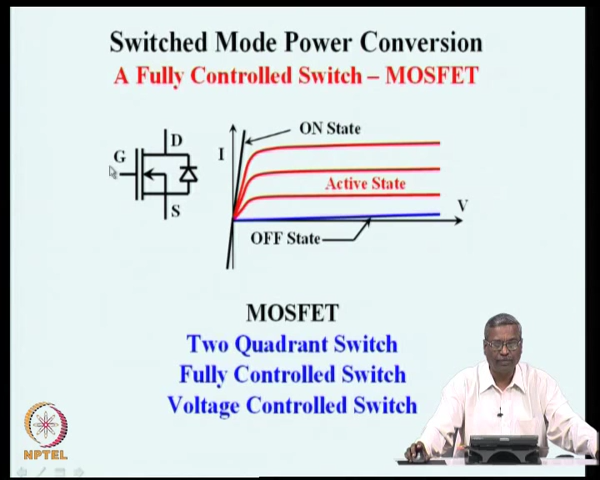 Switched Mode Power Conversion
A Fully Controlled Switch – MOSFET
D
G
S
I
ON State
Active State
V
OFF State
MOSFET
Two Quadrant Switch
Fully Controlled Switch
Voltage Controlled Switch
NPTEL